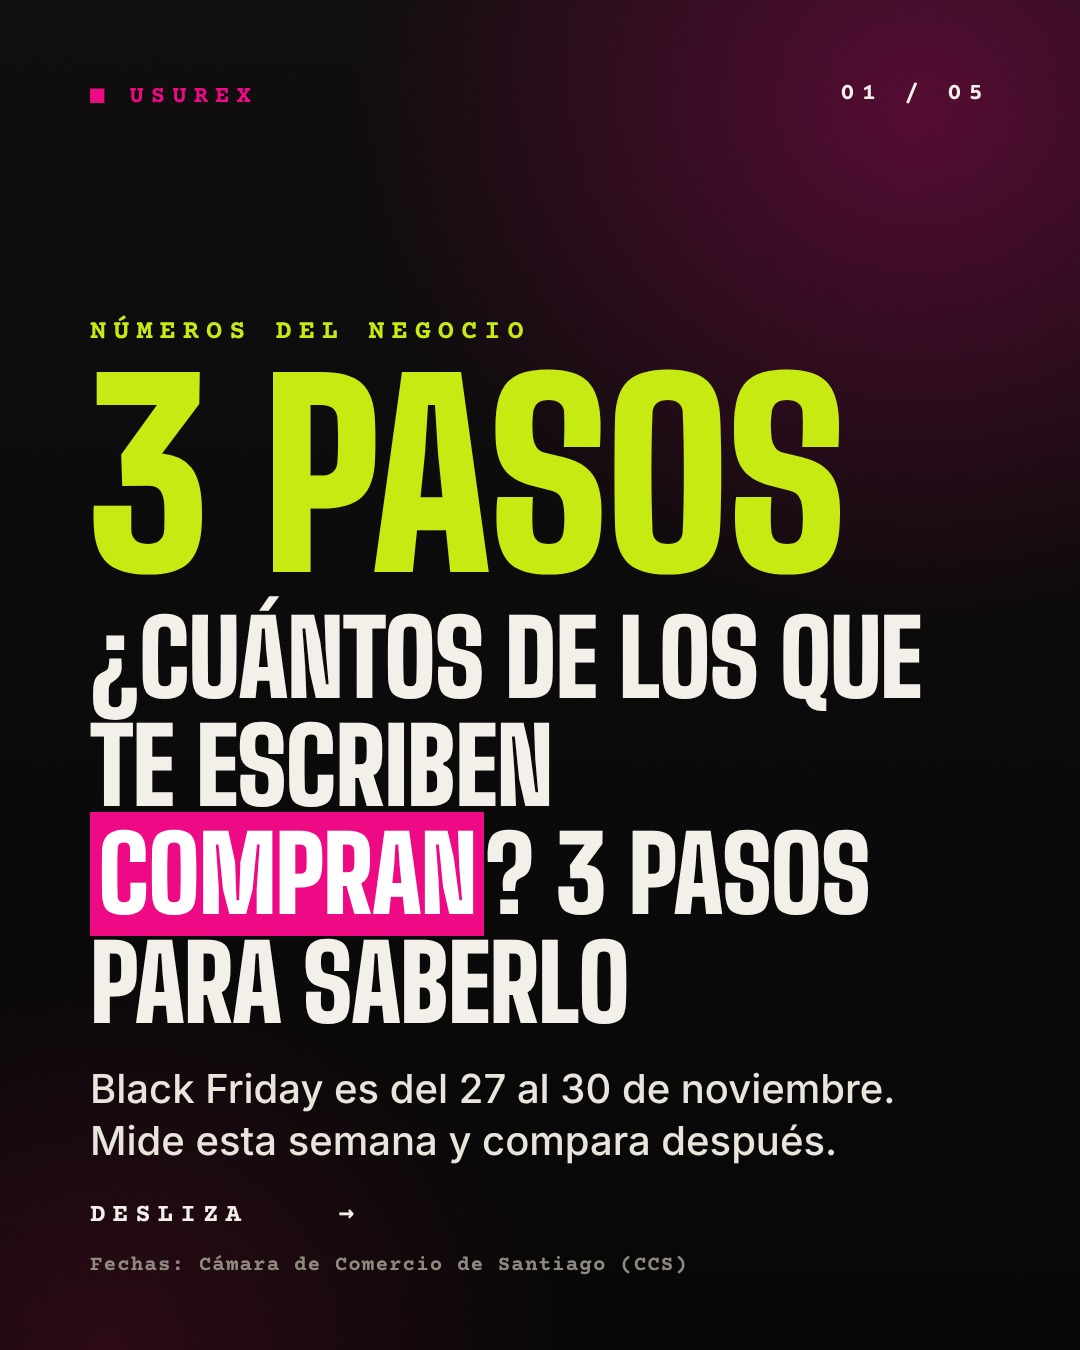 ■ USUREX
01 / 05
NÚMEROS DEL NEGOCIO
3 PASOS
¿CUÁNTOS DE LOS QUE
TE ESCRIBEN
COMPRAN? 3 PASOS
PARA SABERLO
Black Friday es del 27 al 30 de noviembre.
Mide esta semana y compara después.
DESLIZA →
Fechas: Cámara de Comercio de Santiago (CCS)